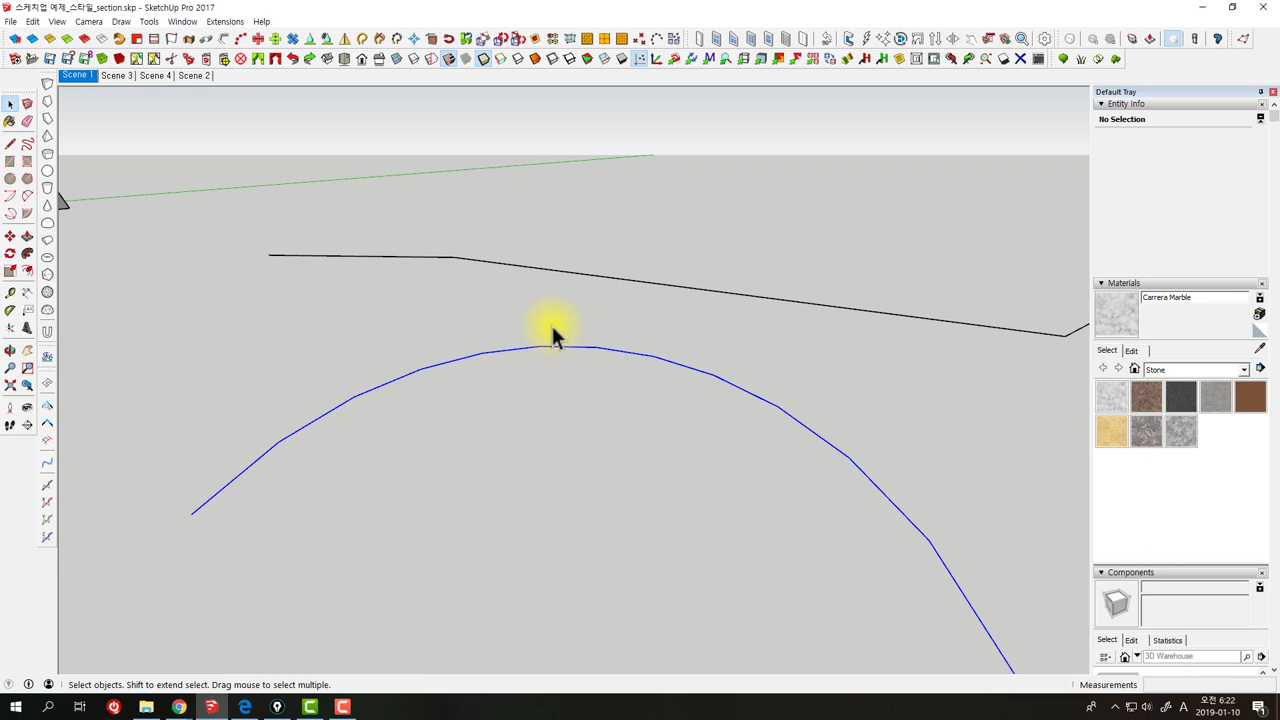 스케치업 예제_스타일_section.skp - SketchUp Pro 2017
File Edit View Camera Draw Tools Window Extensions Help
Scene 1 Scene 3 Scene 4 Scene 2
Default Tray
Entity Info
No Selection
Materials
Carrera Marble
Select Edit
Stone
Components
Select Edit Statistics
3D Warehouse
Select objects. Shift to extend select. Drag mouse to select multiple.
Measurements
A
오전 6:22
2019-01-10